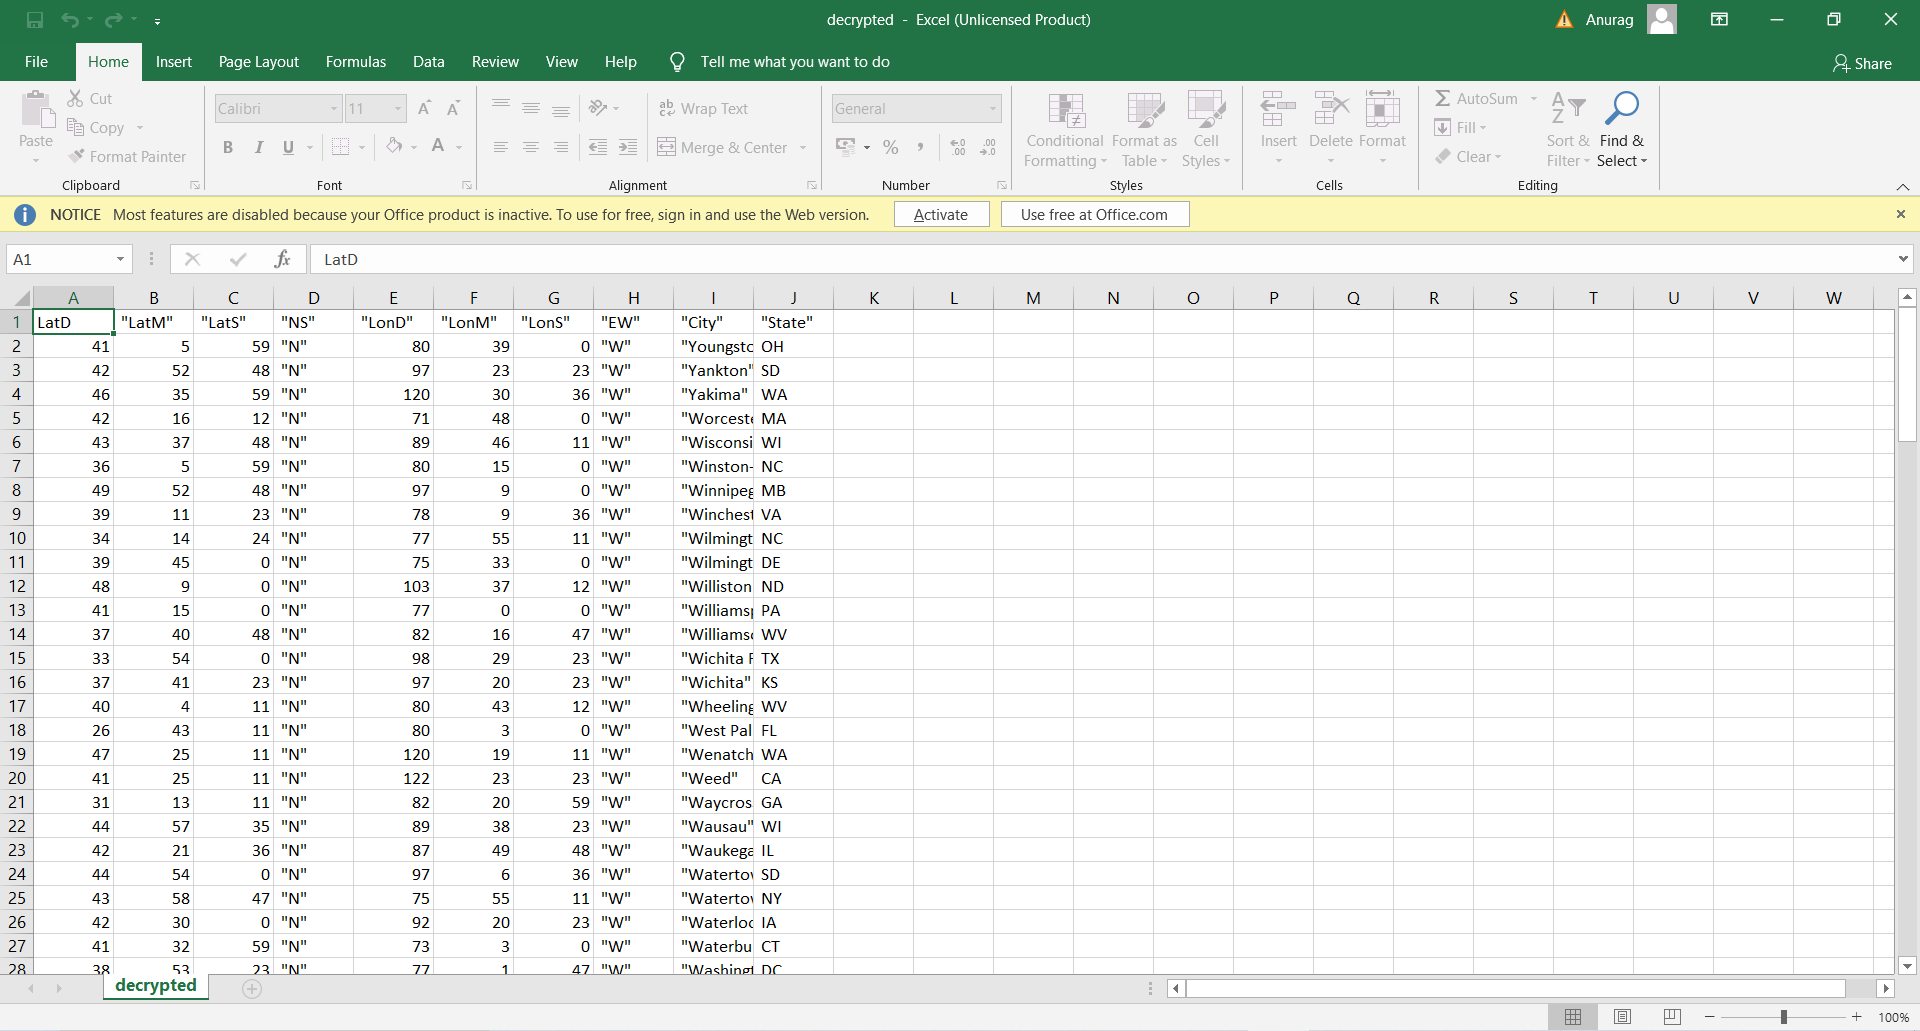 decrypted - Excel (Unlicensed Product)
Anurag
File Home Insert Page Layout Formulas Data Review View Help Tell me what you want to do Share
Paste
Cut
Copy
Format Painter
Clipboard
Calibri 11
B I U
Font
Wrap Text
Merge & Center
Alignment
General
Number
Conditional Formatting
Format as Table
Cell Styles
Styles
Insert Delete Format
Cells
AutoSum
Fill
Clear
Sort & Filter
Find & Select
Editing
NOTICE Most features are disabled because your Office product is inactive. To use for free, sign in and use the Web version. Activate Use free at Office.com
A1 fx LatD
A B C D E F G H I J K L M N O P Q R S T U V W
1 LatD "LatM" "LatS" "NS" "LonD" "LonM" "LonS" "EW" "City" "State"
2 41 5 59 "N" 80 39 0 "W" "Youngstc OH
3 42 52 48 "N" 97 23 23 "W" "Yankton" SD
4 46 35 59 "N" 120 30 36 "W" "Yakima" WA
5 42 16 12 "N" 71 48 0 "W" "Worceste MA
6 43 37 48 "N" 89 46 11 "W" "Wisconsi WI
7 36 5 59 "N" 80 15 0 "W" "Winston- NC
8 49 52 48 "N" 97 9 0 "W" "Winnipeg MB
9 39 11 23 "N" 78 9 36 "W" "Winchest VA
10 34 14 24 "N" 77 55 11 "W" "Wilmingt NC
11 39 45 0 "N" 75 33 0 "W" "Wilmingt DE
12 48 9 0 "N" 103 37 12 "W" "Williston ND
13 41 15 0 "N" 77 0 0 "W" "Williamsp PA
14 37 40 48 "N" 82 16 47 "W" "Williamso WV
15 33 54 0 "N" 98 29 23 "W" "Wichita F TX
16 37 41 23 "N" 97 20 23 "W" "Wichita" KS
17 40 4 11 "N" 80 43 12 "W" "Wheeling WV
18 26 43 11 "N" 80 3 0 "W" "West Pal FL
19 47 25 11 "N" 120 19 11 "W" "Wenatch WA
20 41 25 11 "N" 122 23 23 "W" "Weed" CA
21 31 13 11 "N" 82 20 59 "W" "Waycros GA
22 44 57 35 "N" 89 38 23 "W" "Wausau" WI
23 42 21 36 "N" 87 49 48 "W" "Waukega IL
24 44 54 0 "N" 97 6 36 "W" "Watertow SD
25 43 58 47 "N" 75 55 11 "W" "Watertow NY
26 42 30 0 "N" 92 20 23 "W" "Waterloo IA
27 41 32 59 "N" 73 3 0 "W" "Waterbu CT
28 38 53 23 "N" 77 1 47 "W" "Washingt DC
decrypted
100%